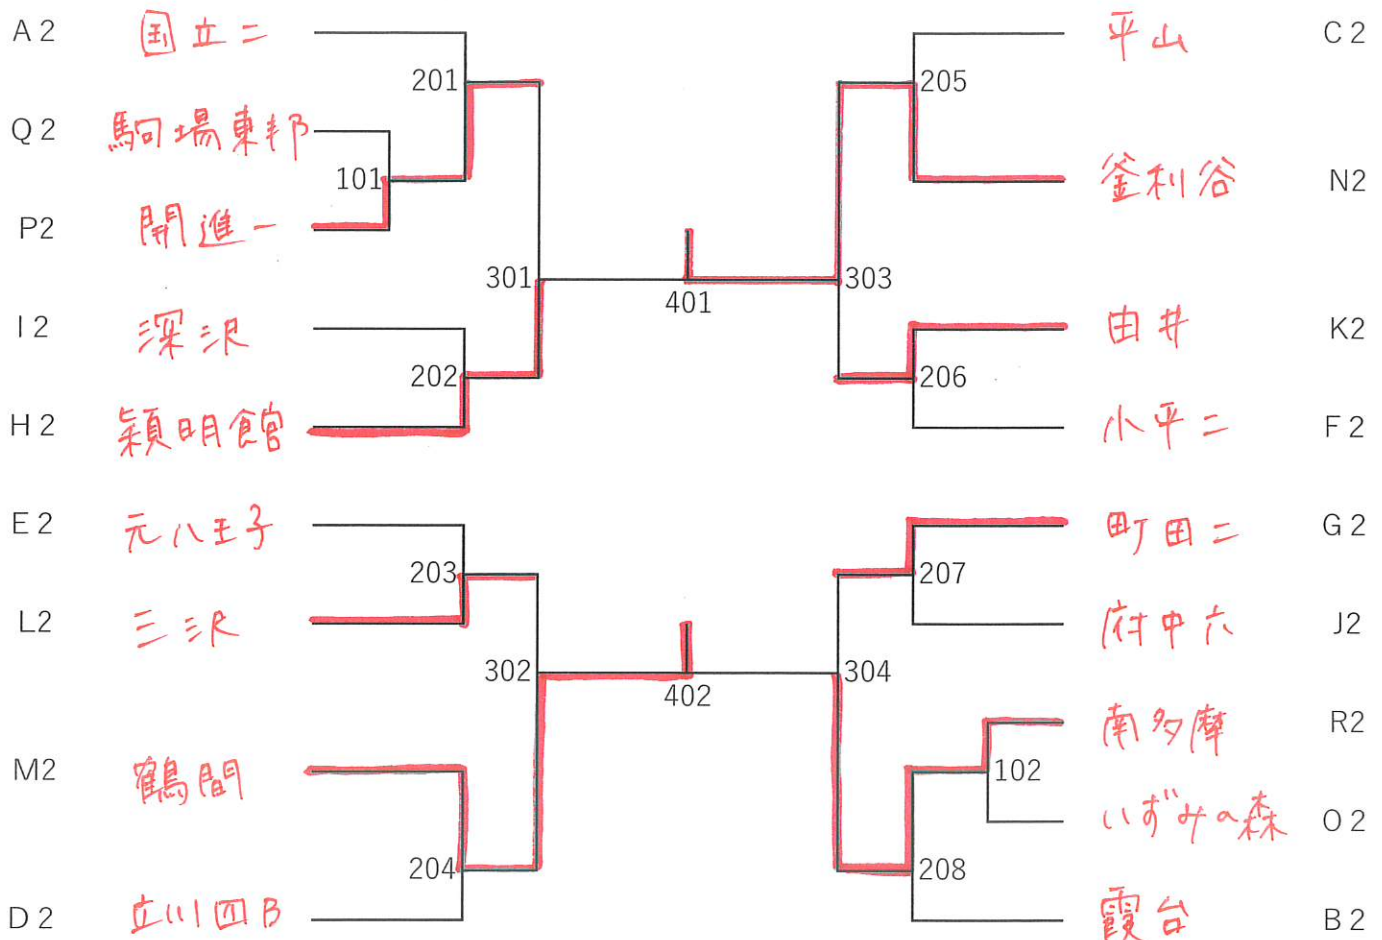 A2 国立二 平山 C2
201 205
Q2 駒場東邦
101 釜利谷 N2
P2 開進一
301 401 303
I2 深沢 由井 K2
202 206
H2 穎明館 小平二 F2
E2 元八王子 町田二 G2
203 207
L2 三沢 府中六 J2
302 402 304
南多摩 R2
M2 鶴間 102
いずみの森 O2
204 208
D2 立川四B 霞台 B2